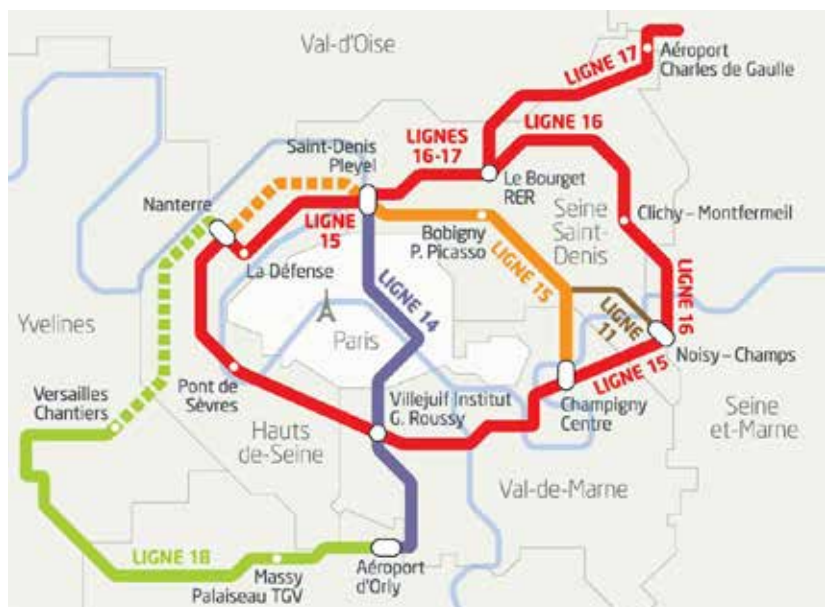 Val-d'Oise
LIGNE 17
Aéroport
Charles de Gaulle
LIGNES
16-17
LIGNE 16
Saint-Denis
Pleyel
Le Bourget
RER
Nanterre
LIGNE
15
Seine
Saint-
Denis
Clichy – Montfermeil
Bobigny
P. Picasso
La Défense
LIGNE 15
LIGNE 14
LIGNE
11
LIGNE 16
Yvelines
Paris
Noisy – Champs
LIGNE 15
Pont de
Sèvres
Versailles
Chantiers
Villejuif Institut
G. Roussy
Champigny
Centre
Seine
et-Marne
Hauts
de-Seine
Val-de-Marne
LIGNE 18
Massy
Palaiseau TGV
Aéroport
d'Orly